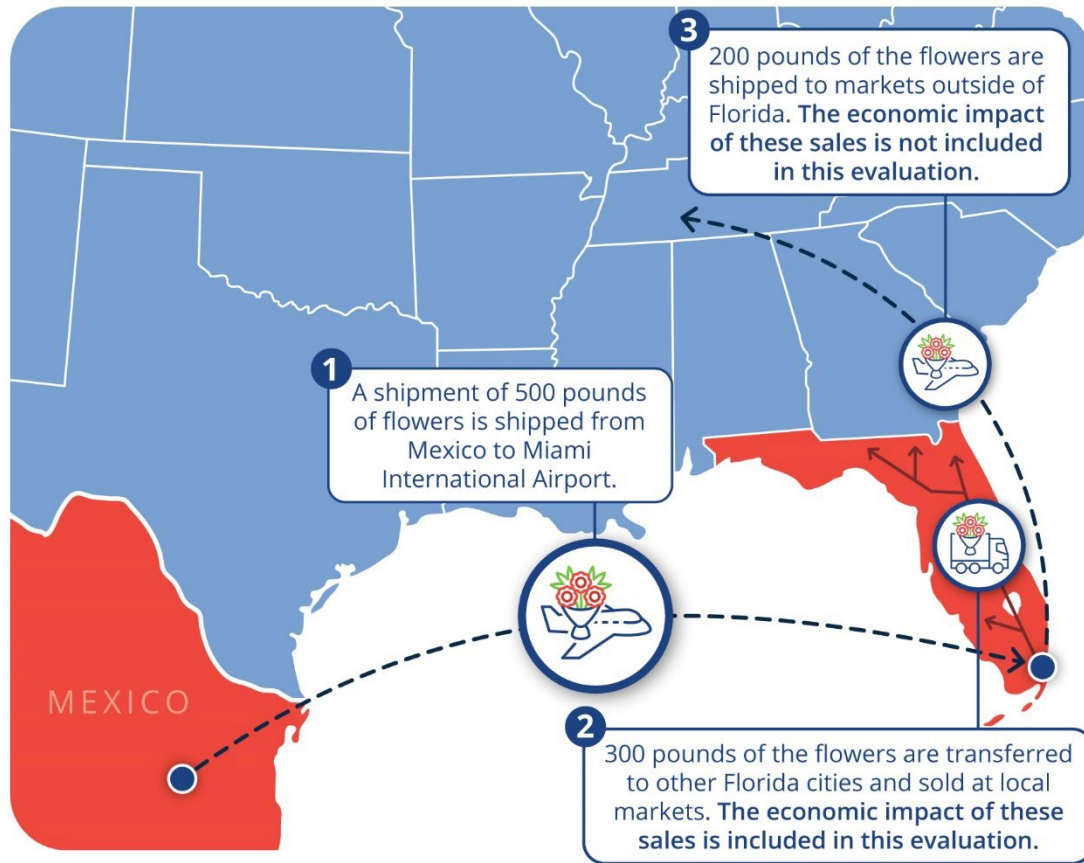 1
A shipment of 500 pounds
of flowers is shipped from
Mexico to Miami
International Airport.
2
300 pounds of the flowers are transferred
to other Florida cities and sold at local
markets. The economic impact of these
sales is included in this evaluation.
3
200 pounds of the flowers are
shipped to markets outside of
Florida. The economic impact
of these sales is not included
in this evaluation.
MEXICO